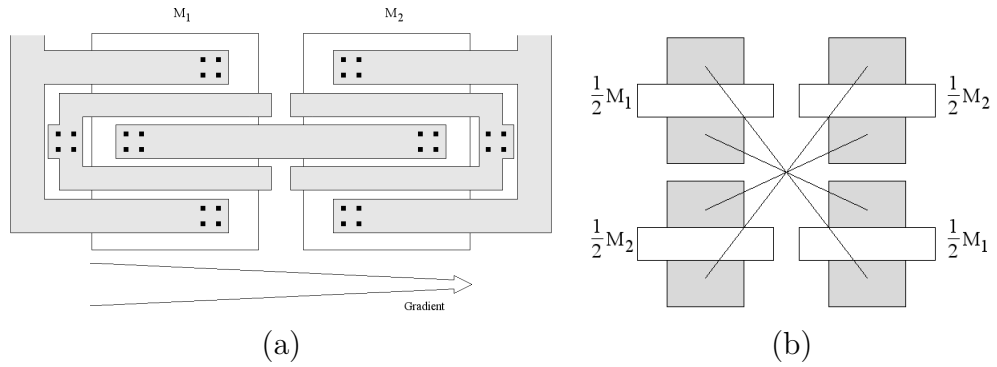 M₁ M₂
½M₁ ½M₂
½M₂ ½M₁
Gradient
(a) (b)